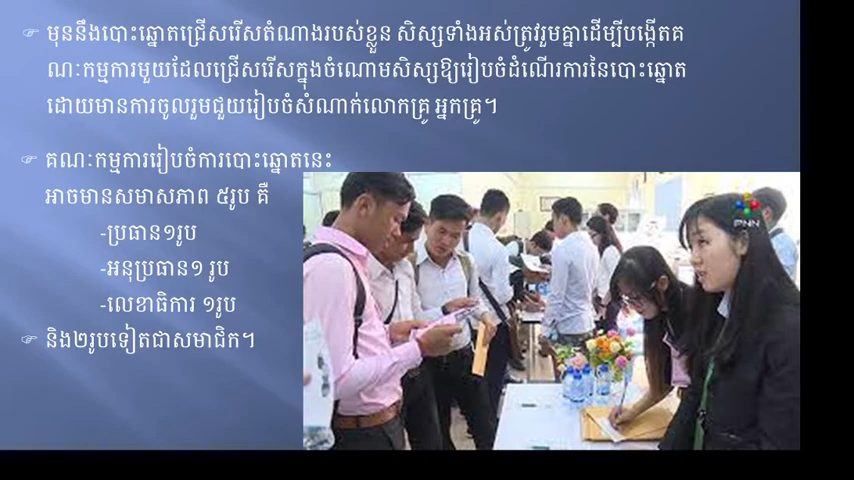 ☞ មុននឹងបោះឆ្នោតជ្រើសរើសតំណាងរបស់ខ្លួន សិស្សទាំងអស់ត្រូវរួមគ្នាដើម្បីបង្កើតគ
ណៈកម្មការមួយដែលជ្រើសរើសក្នុងចំណោមសិស្សឱ្យរៀបចំដំណើរការនៃបោះឆ្នោត
ដោយមានការចូលរួមជួយរៀបចំសំណាក់លោកគ្រូ អ្នកគ្រូ។
☞ គណៈកម្មការរៀបចំការបោះឆ្នោតនេះ
អាចមានសមាសភាព ៥រូប គឺ
-ប្រធាន១រូប
-អនុប្រធាន១ រូប
-លេខាធិការ ១រូប
☞ និង២រូបទៀតជាសមាជិក។
PNN